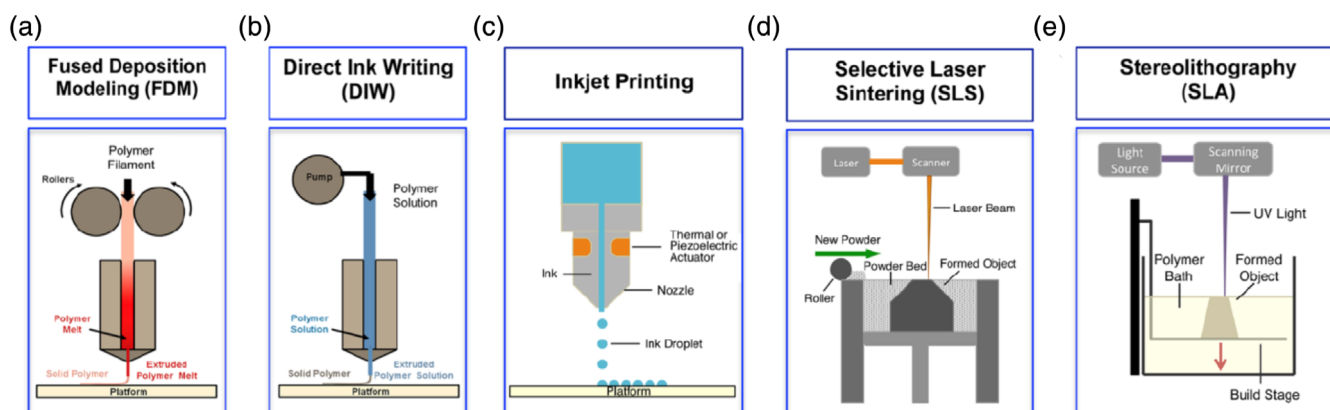 (a)
Fused Deposition
Modeling (FDM)
Polymer
Filament
Rollers
Polymer
Melt
Solid Polymer
Extruded
Polymer Melt
Platform
(b)
Direct Ink Writing
(DIW)
Pump
Polymer
Solution
Polymer
Solution
Solid Polymer
Extruded
Polymer Solution
Platform
(c)
Inkjet Printing
Thermal or
Piezoelectric
Actuator
Ink
Nozzle
Ink Droplet
Platform
(d)
Selective Laser
Sintering (SLS)
Laser
Scanner
Laser Beam
New Powder
Powder Bed
Formed Object
Roller
(e)
Stereolithography
(SLA)
Light
Source
Scanning
Mirror
UV Light
Polymer
Bath
Formed
Object
Build Stage